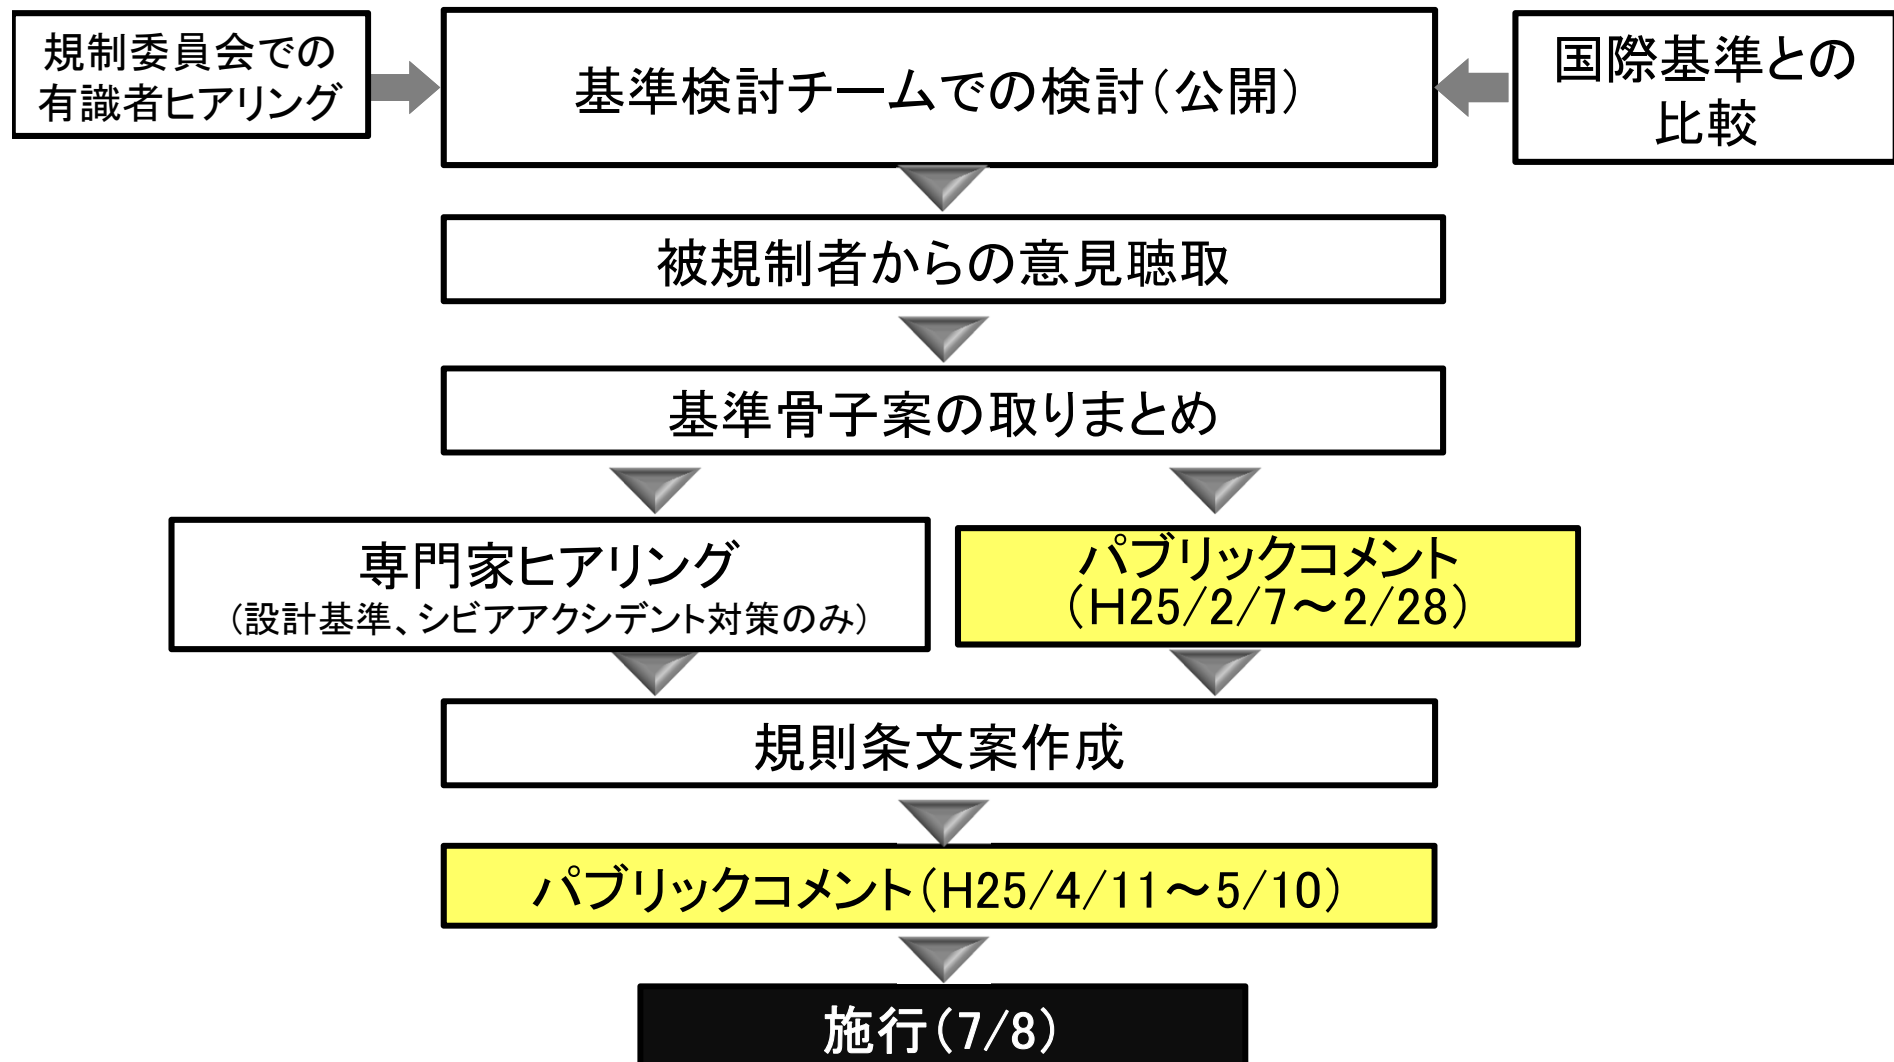 規制委員会での
有識者ヒアリング
基準検討チームでの検討（公開）
国際基準との
比較
被規制者からの意見聴取
基準骨子案の取りまとめ
専門家ヒアリング
（設計基準、シビアアクシデント対策のみ）
パブリックコメント
（H25/2/7～2/28）
規則条文案作成
パブリックコメント（H25/4/11～5/10）
施行（7/8）